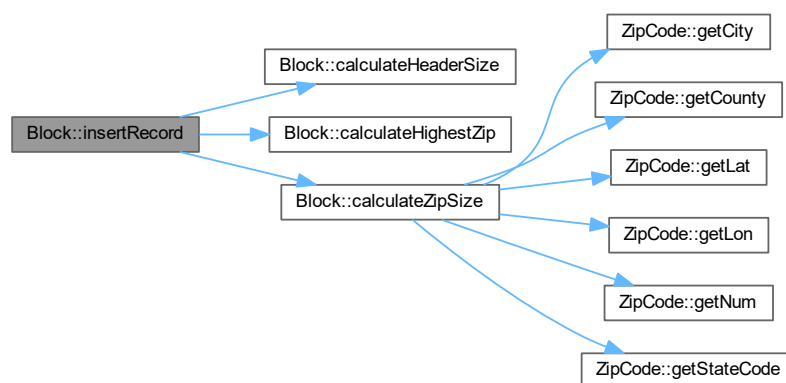 Block::insertRecord
Block::calculateHeaderSize
Block::calculateHighestZip
Block::calculateZipSize
ZipCode::getCity
ZipCode::getCounty
ZipCode::getLat
ZipCode::getLon
ZipCode::getNum
ZipCode::getStateCode